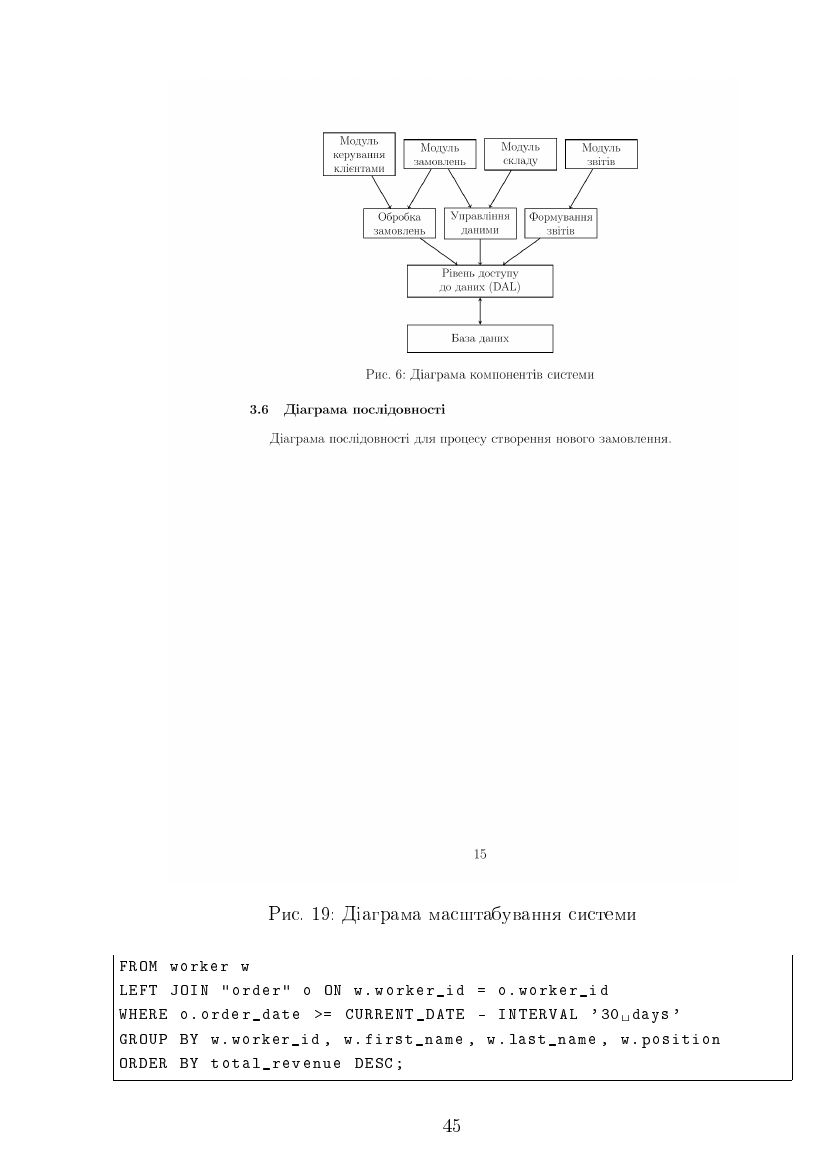 Модуль
керування
клієнтами
Модуль
замовлень
Модуль
складу
Модуль
звітів
Обробка
замовлень
Управління
даними
Формування
звітів
Рівень доступу
до даних (DAL)
База даних
Рис. 6: Діаграма компонентів системи
3.6 Діаграма послідовності
Діаграма послідовності для процесу створення нового замовлення.
15
Рис. 19: Діаграма масштабування системи
FROM worker w
LEFT JOIN "order" o ON w.worker_id = o.worker_id
WHERE o.order_date >= CURRENT_DATE - INTERVAL '30␣days'
GROUP BY w.worker_id, w.first_name, w.last_name, w.position
ORDER BY total_revenue DESC;
45